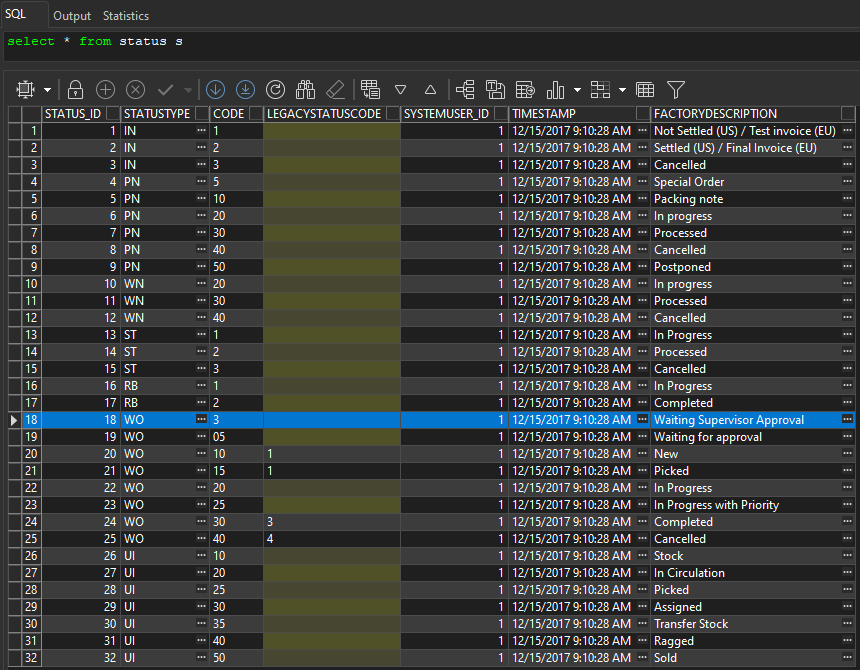 SQL Output Statistics
select * from status s
STATUS_ID STATUSTYPE CODE LEGACYSTATUSCODE SYSTEMUSER_ID TIMESTAMP FACTORYDESCRIPTION
1 1 IN ... 1 1 12/15/2017 9:10:28 AM ... Not Settled (US) / Test invoice (EU) ...
2 2 IN ... 2 1 12/15/2017 9:10:28 AM ... Settled (US) / Final Invoice (EU) ...
3 3 IN ... 3 1 12/15/2017 9:10:28 AM ... Cancelled ...
4 4 PN ... 5 1 12/15/2017 9:10:28 AM ... Special Order ...
5 5 PN ... 10 1 12/15/2017 9:10:28 AM ... Packing note ...
6 6 PN ... 20 1 12/15/2017 9:10:28 AM ... In progress ...
7 7 PN ... 30 1 12/15/2017 9:10:28 AM ... Processed ...
8 8 PN ... 40 1 12/15/2017 9:10:28 AM ... Cancelled ...
9 9 PN ... 50 1 12/15/2017 9:10:28 AM ... Postponed ...
10 10 WN ... 20 1 12/15/2017 9:10:28 AM ... In progress ...
11 11 WN ... 30 1 12/15/2017 9:10:28 AM ... Processed ...
12 12 WN ... 40 1 12/15/2017 9:10:28 AM ... Cancelled ...
13 13 ST ... 1 1 12/15/2017 9:10:28 AM ... In Progress ...
14 14 ST ... 2 1 12/15/2017 9:10:28 AM ... Processed ...
15 15 ST ... 3 1 12/15/2017 9:10:28 AM ... Cancelled ...
16 16 RB ... 1 1 12/15/2017 9:10:28 AM ... In Progress ...
17 17 RB ... 2 1 12/15/2017 9:10:28 AM ... Completed ...
18 18 WO ... 3 1 12/15/2017 9:10:28 AM ... Waiting Supervisor Approval ...
19 19 WO ... 05 1 12/15/2017 9:10:28 AM ... Waiting for approval ...
20 20 WO ... 10 1 1 12/15/2017 9:10:28 AM ... New ...
21 21 WO ... 15 1 1 12/15/2017 9:10:28 AM ... Picked ...
22 22 WO ... 20 1 12/15/2017 9:10:28 AM ... In Progress ...
23 23 WO ... 25 1 12/15/2017 9:10:28 AM ... In Progress with Priority ...
24 24 WO ... 30 3 1 12/15/2017 9:10:28 AM ... Completed ...
25 25 WO ... 40 4 1 12/15/2017 9:10:28 AM ... Cancelled ...
26 26 UI ... 10 1 12/15/2017 9:10:28 AM ... Stock ...
27 27 UI ... 20 1 12/15/2017 9:10:28 AM ... In Circulation ...
28 28 UI ... 25 1 12/15/2017 9:10:28 AM ... Picked ...
29 29 UI ... 30 1 12/15/2017 9:10:28 AM ... Assigned ...
30 30 UI ... 35 1 12/15/2017 9:10:28 AM ... Transfer Stock ...
31 31 UI ... 40 1 12/15/2017 9:10:28 AM ... Ragged ...
32 32 UI ... 50 1 12/15/2017 9:10:28 AM ... Sold ...